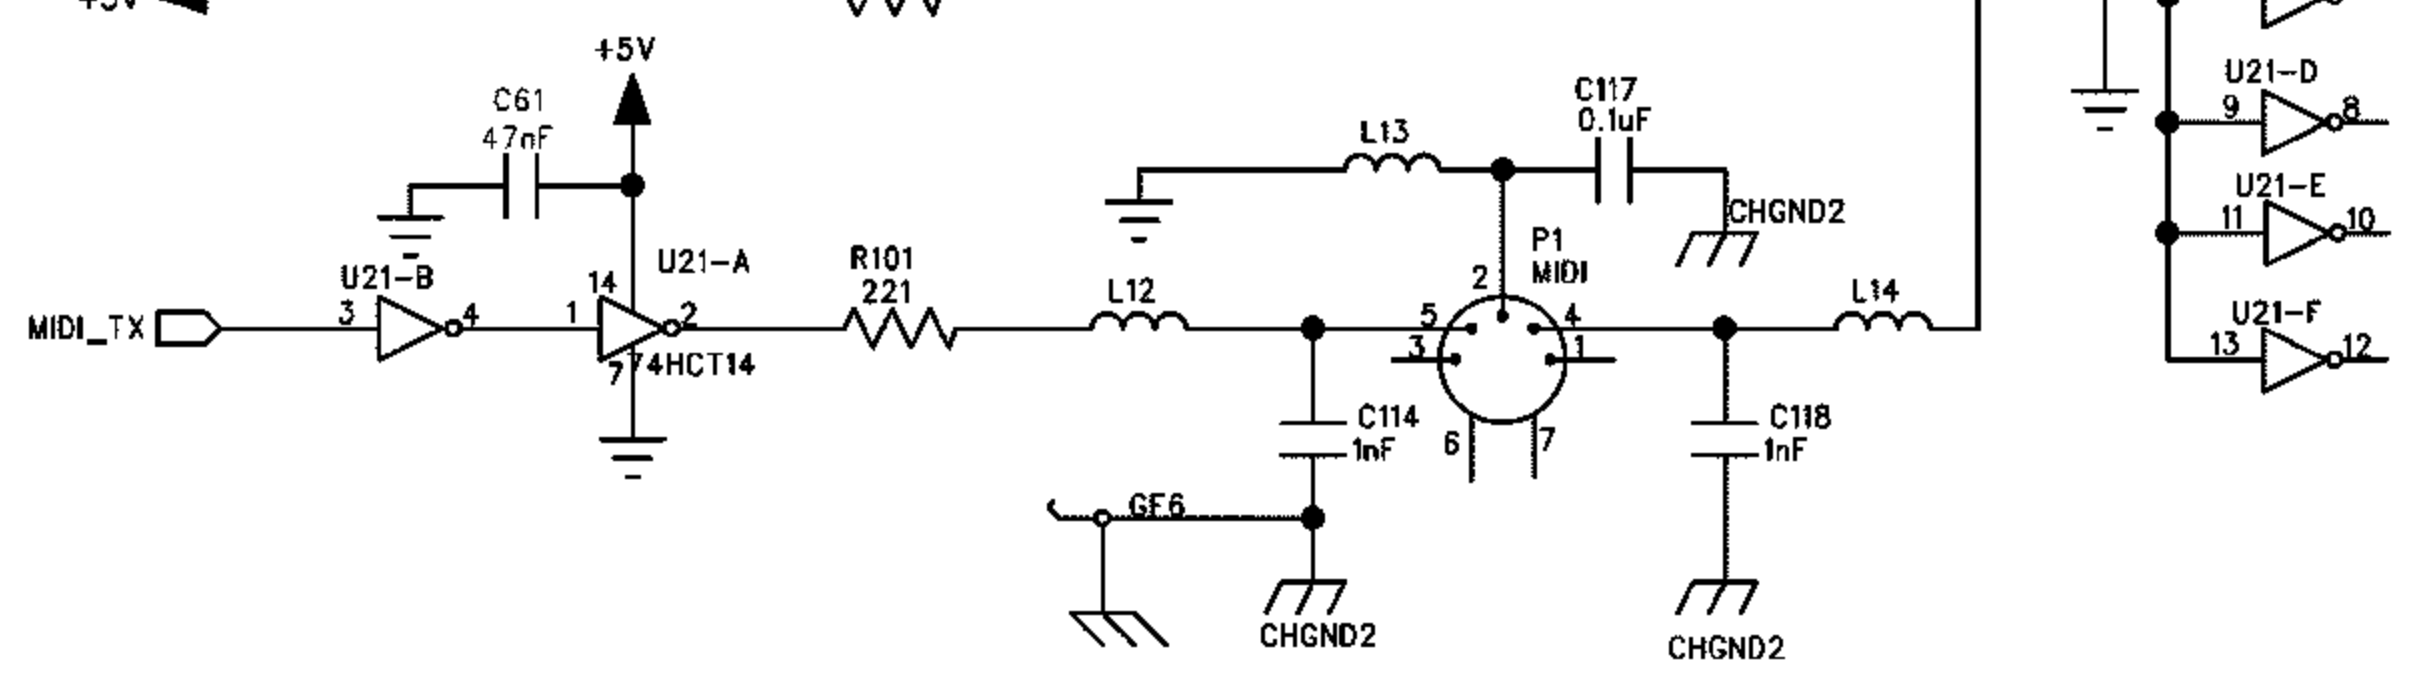 +5V
+5V
C61
47nF
U21-B
MIDI_TX
3
4
14
U21-A
1
2
7
74HCT14
R101
221
L12
L13
C117
0.1uF
CHGND2
P1
MIDI
2
5
4
3
1
6
7
C114
1nF
GF6
CHGND2
L14
C118
1nF
CHGND2
U21-D
9
8
U21-E
11
10
U21-F
13
12